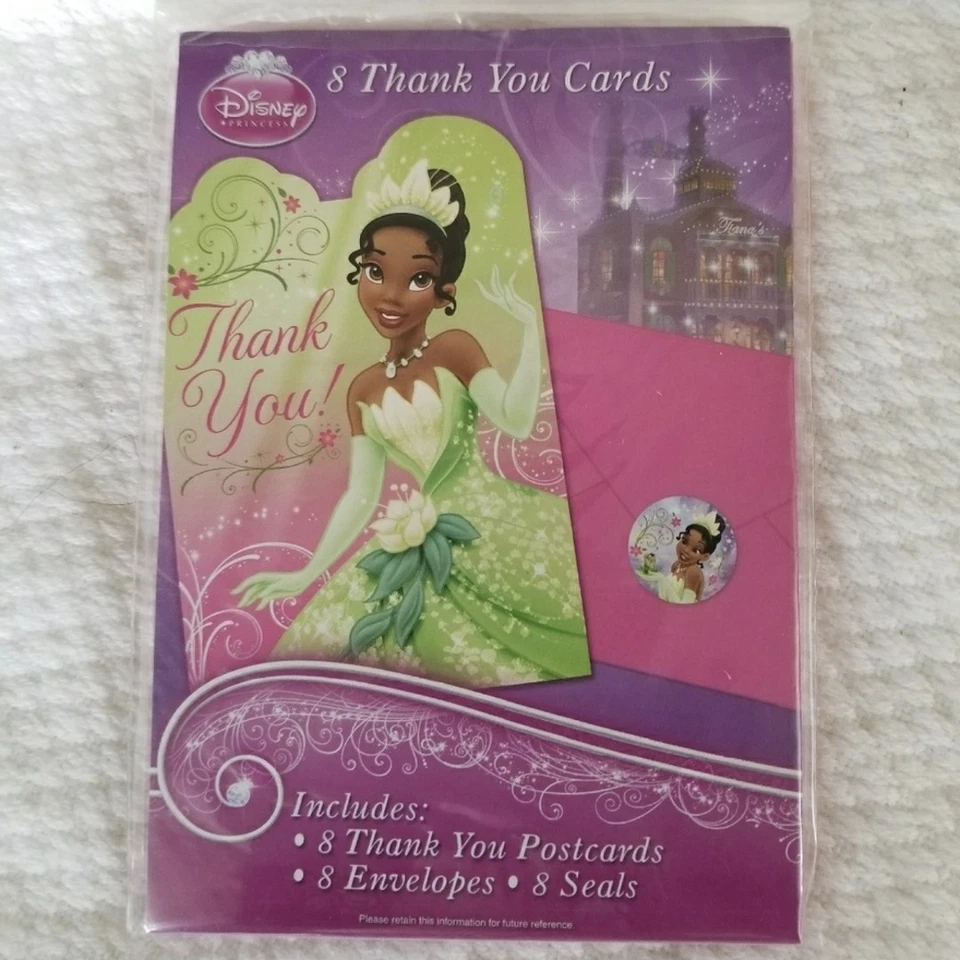 8 Thank You Cards
Disney
PRINCESS
Tiana's
Thank
You!
Includes:
• 8 Thank You Postcards
• 8 Envelopes • 8 Seals
Please retain this information for future reference